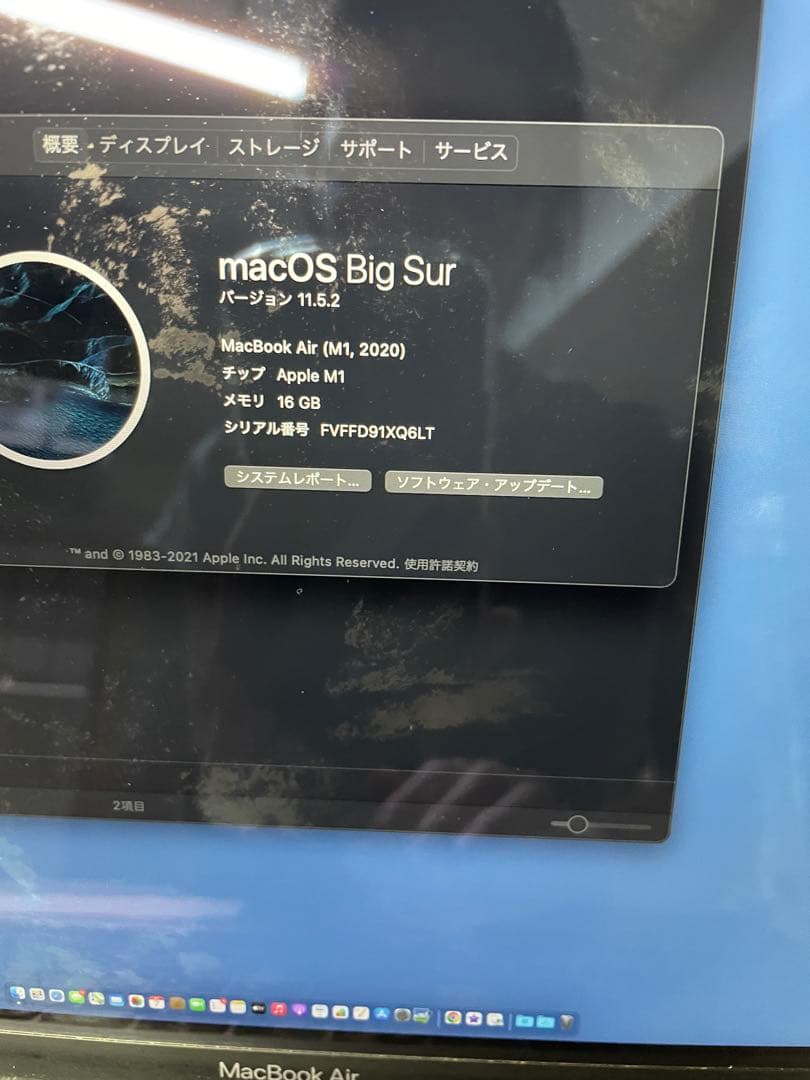 概要 ディスプレイ ストレージ サポート サービス
macOS Big Sur
バージョン 11.5.2
MacBook Air (M1, 2020)
チップ Apple M1
メモリ 16 GB
シリアル番号 FVFFD91XQ6LT
システムレポート... ソフトウェア・アップデート...
™ and © 1983-2021 Apple Inc. All Rights Reserved. 使用許諾契約
2項目
MacBook Air